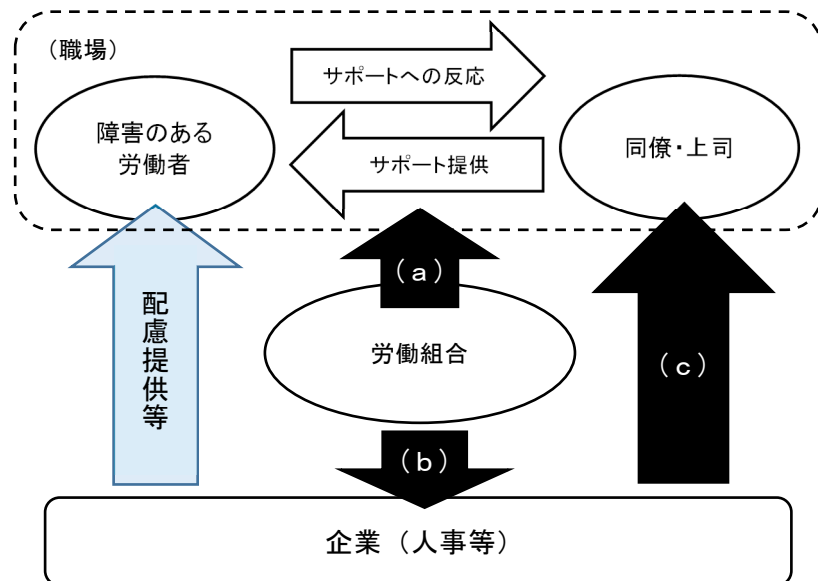 （職場）
サポートへの反応
障害のある
労働者
サポート提供
同僚・上司
（ａ）
配慮提供等
労働組合
（ｃ）
（ｂ）
企業（人事等）